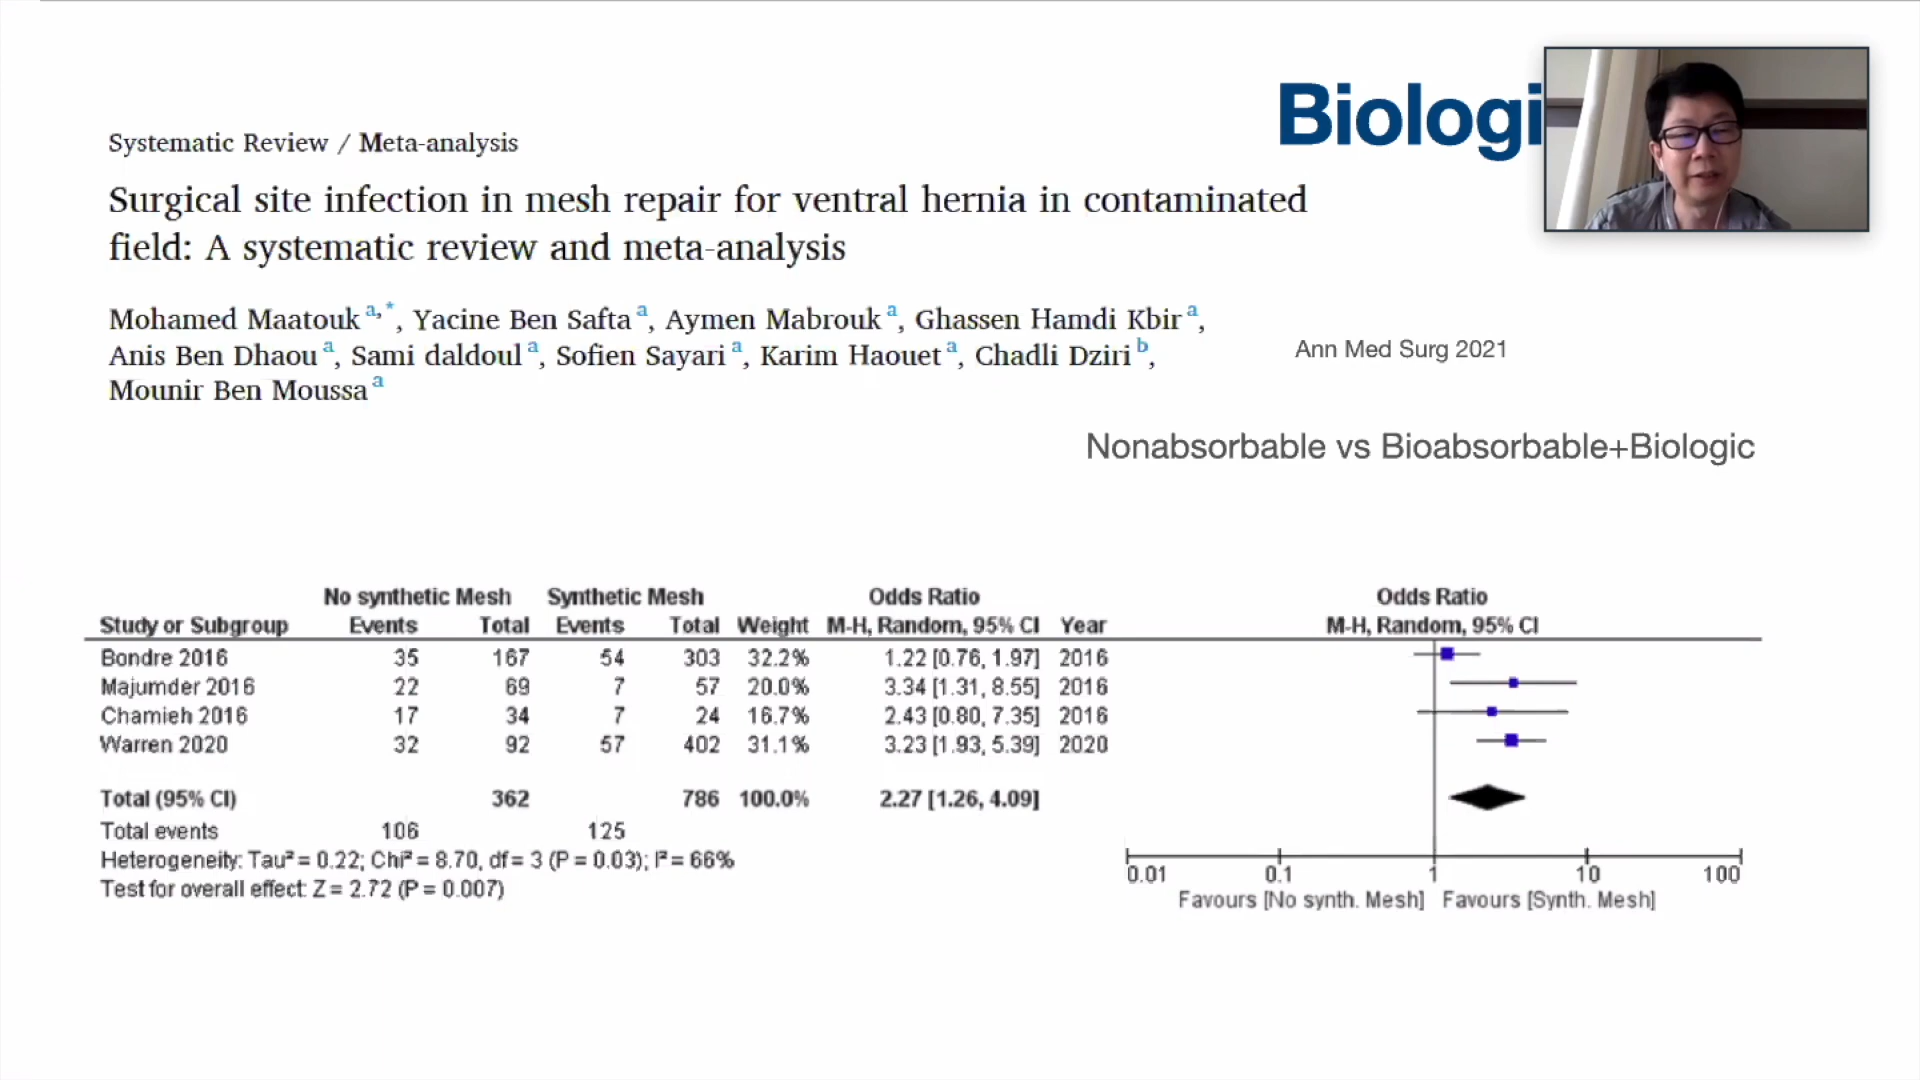 Biologi
Systematic Review / Meta-analysis
Surgical site infection in mesh repair for ventral hernia in contaminated
field: A systematic review and meta-analysis
Mohamed Maatouk a,*, Yacine Ben Safta a, Aymen Mabrouk a, Ghassen Hamdi Kbir a,
Anis Ben Dhaou a, Sami daldoul a, Sofien Sayari a, Karim Haouet a, Chadli Dziri b,
Mounir Ben Moussa a
Ann Med Surg 2021
Nonabsorbable vs Bioabsorbable+Biologic
No synthetic Mesh Synthetic Mesh Odds Ratio Odds Ratio
Study or Subgroup Events Total Events Total Weight M-H, Random, 95% CI Year M-H, Random, 95% CI
Bondre 2016 35 167 54 303 32.2% 1.22 [0.76, 1.97] 2016
Majumder 2016 22 69 7 57 20.0% 3.34 [1.31, 8.55] 2016
Chamieh 2016 17 34 7 24 16.7% 2.43 [0.80, 7.35] 2016
Warren 2020 32 92 57 402 31.1% 3.23 [1.93, 5.39] 2020
Total (95% CI) 362 786 100.0% 2.27 [1.26, 4.09]
Total events 106 125
Heterogeneity: Tau² = 0.22; Chi² = 8.70, df = 3 (P = 0.03); I² = 66%
Test for overall effect: Z = 2.72 (P = 0.007)
0.01 0.1 1 10 100
Favours [No synth. Mesh] Favours [Synth. Mesh]